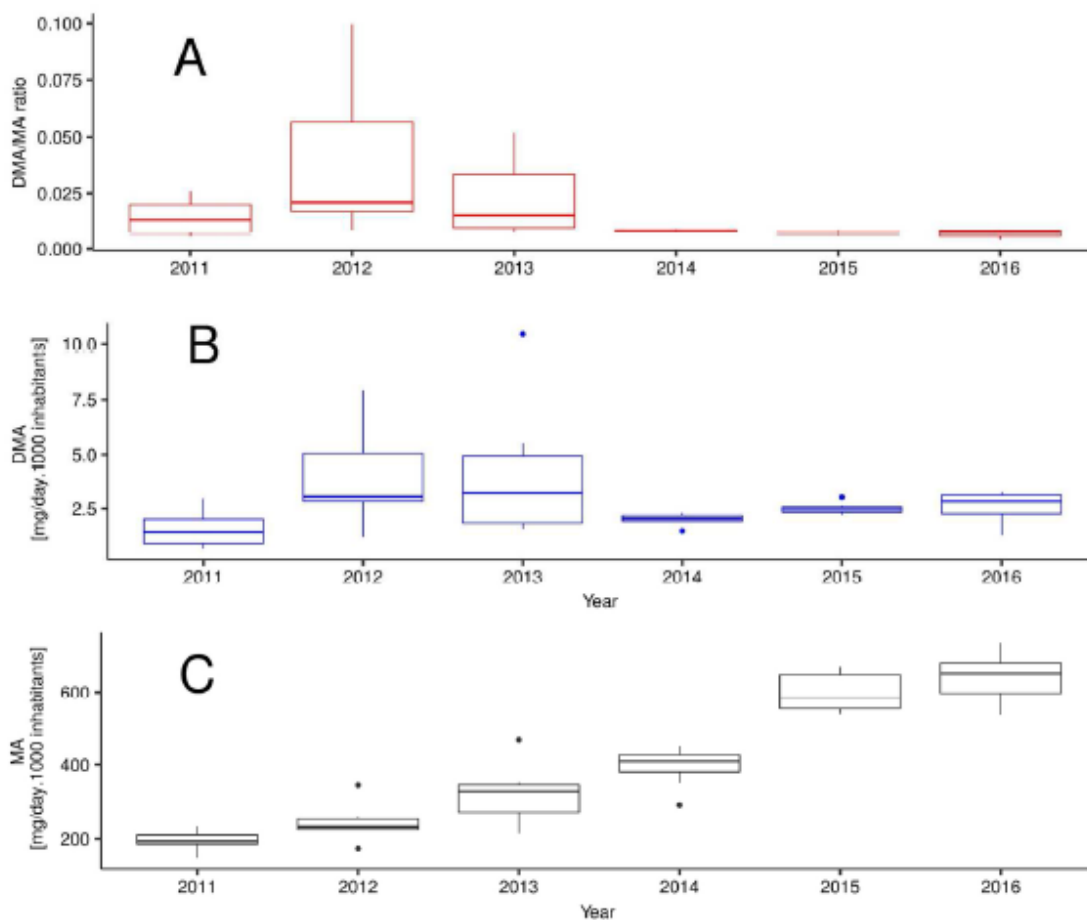 A
DMA/MA ratio
0.100
0.075
0.050
0.025
0.000
2011 2012 2013 2014 2015 2016
B
DMA
[mg/day.1000 inhabitants]
10.0
7.5
5.0
2.5
2011 2012 2013 2014 2015 2016
Year
C
MA
[mg/day.1000 inhabitants]
600
400
200
2011 2012 2013 2014 2015 2016
Year